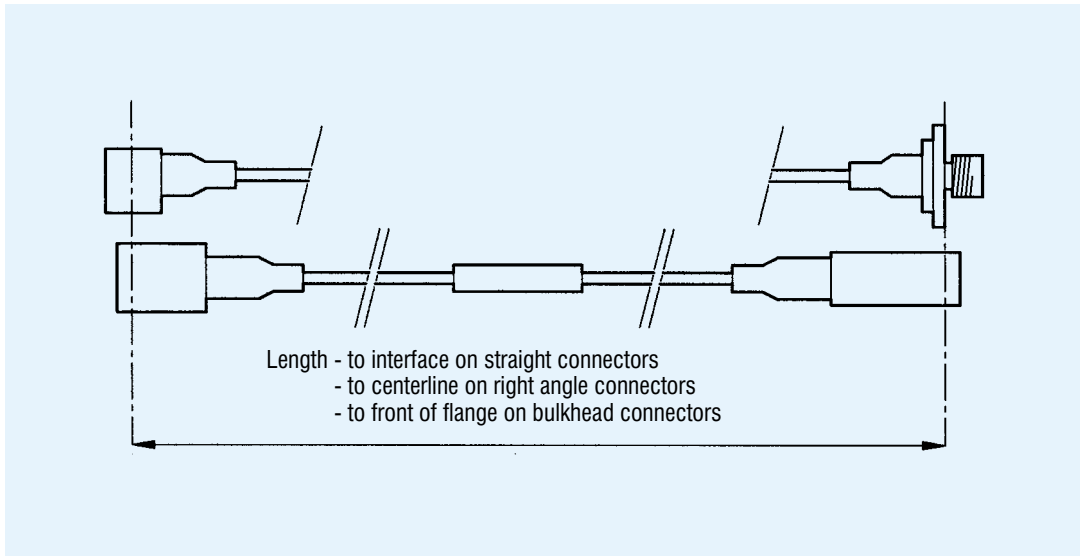 Length - to interface on straight connectors
- to centerline on right angle connectors
- to front of flange on bulkhead connectors